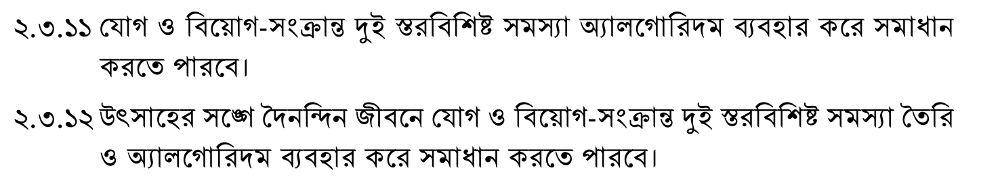 ২.৩.১১ যোগ ও বিয়োগ-সংক্রান্ত দুই স্তরবিশিষ্ট সমস্যা অ্যালগোরিদম ব্যবহার করে সমাধান
করতে পারবে।
২.৩.১২ উৎসাহের সঙ্গে দৈনন্দিন জীবনে যোগ ও বিয়োগ-সংক্রান্ত দুই স্তরবিশিষ্ট সমস্যা তৈরি
ও অ্যালগোরিদম ব্যবহার করে সমাধান করতে পারবে।